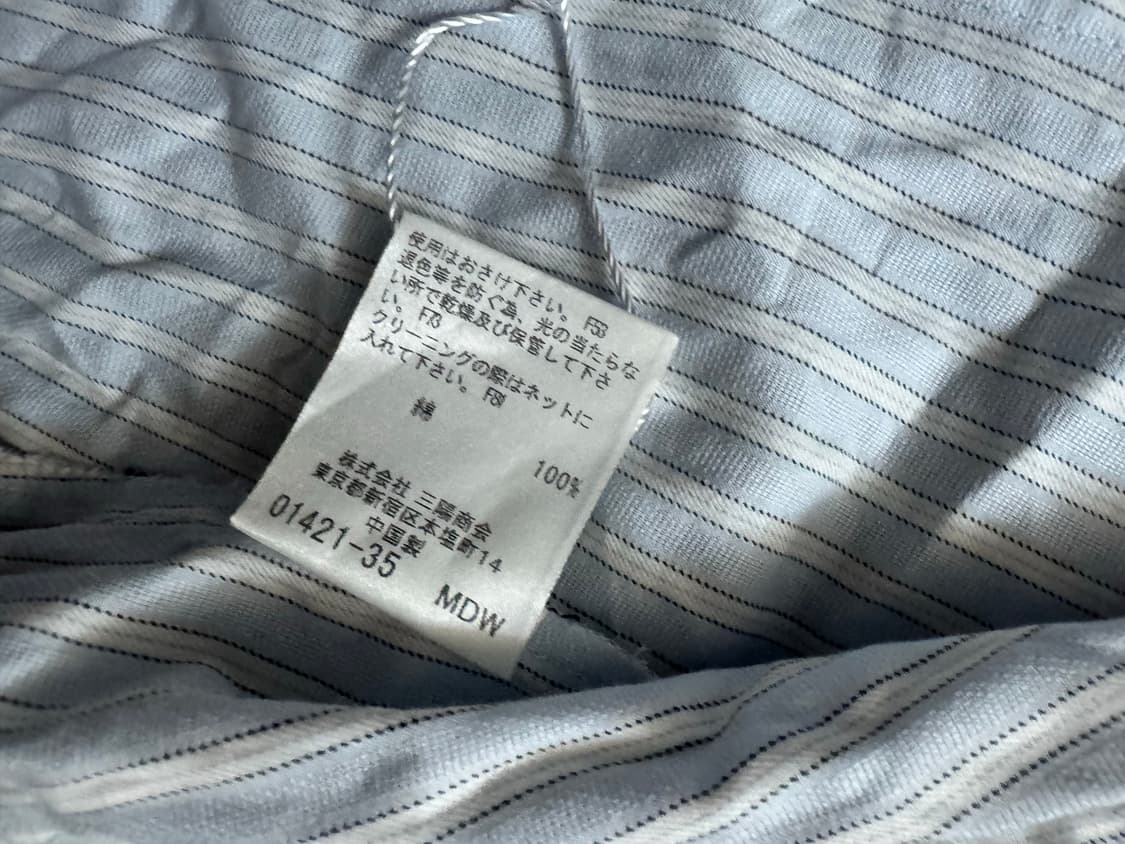 使用はおさけ下さい。 F53
退色等を防ぐ為、光の当たらな
い所で乾燥及び保管して下さ
い。 F73
クリーニングの際はネットに
入れて下さい。 F81
綿
100%
株式会社 三陽商会
東京都新宿区本塩町14
中国製
01421-35
MDW